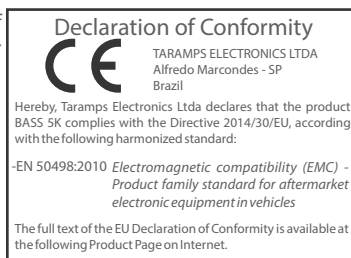 Declaration of Conformity
CE
TARAMPS ELECTRONICS LTDA
Alfredo Marcondes - SP
Brazil
Hereby, Taramps Electronics Ltda declares that the product
BASS 5K complies with the Directive 2014/30/EU, according
with the following harmonized standard:
-EN 50498:2010 Electromagnetic compatibility (EMC) -
Product family standard for aftermarket
electronic equipment in vehicles
The full text of the EU Declaration of Conformity is available at
the following Product Page on Internet.